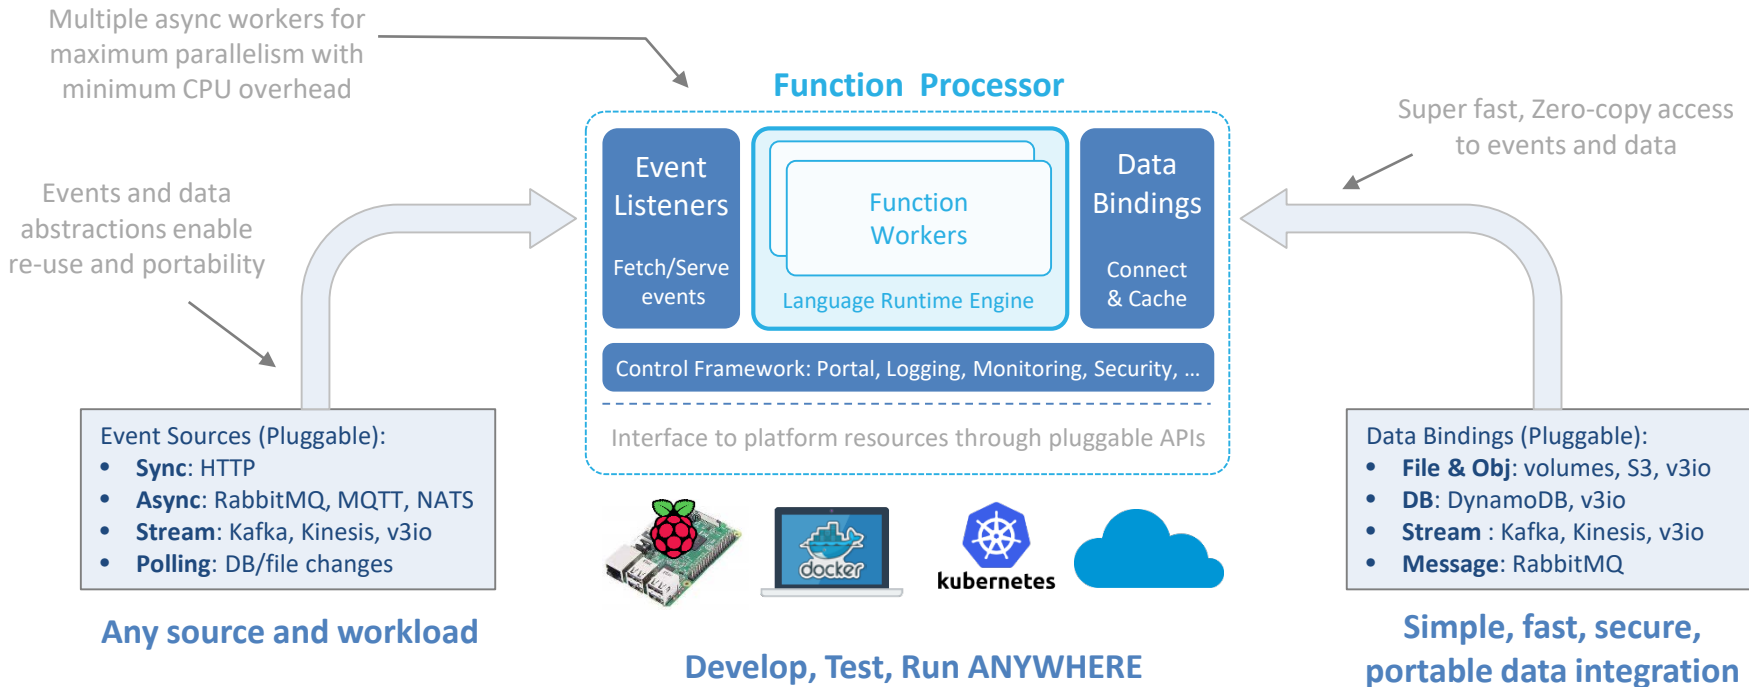 Multiple async workers for
maximum parallelism with
minimum CPU overhead
Events and data
abstractions enable
re-use and portability
Function Processor
Event
Listeners
Fetch/Serve
events
Function
Workers
Language Runtime Engine
Data
Bindings
Connect
& Cache
Control Framework: Portal, Logging, Monitoring, Security, ...
Interface to platform resources through pluggable APIs
Super fast, Zero-copy access
to events and data
Event Sources (Pluggable):
• Sync: HTTP
• Async: RabbitMQ, MQTT, NATS
• Stream: Kafka, Kinesis, v3io
• Polling: DB/file changes
Any source and workload
docker
kubernetes
Develop, Test, Run ANYWHERE
Data Bindings (Pluggable):
• File & Obj: volumes, S3, v3io
• DB: DynamoDB, v3io
• Stream : Kafka, Kinesis, v3io
• Message: RabbitMQ
Simple, fast, secure,
portable data integration